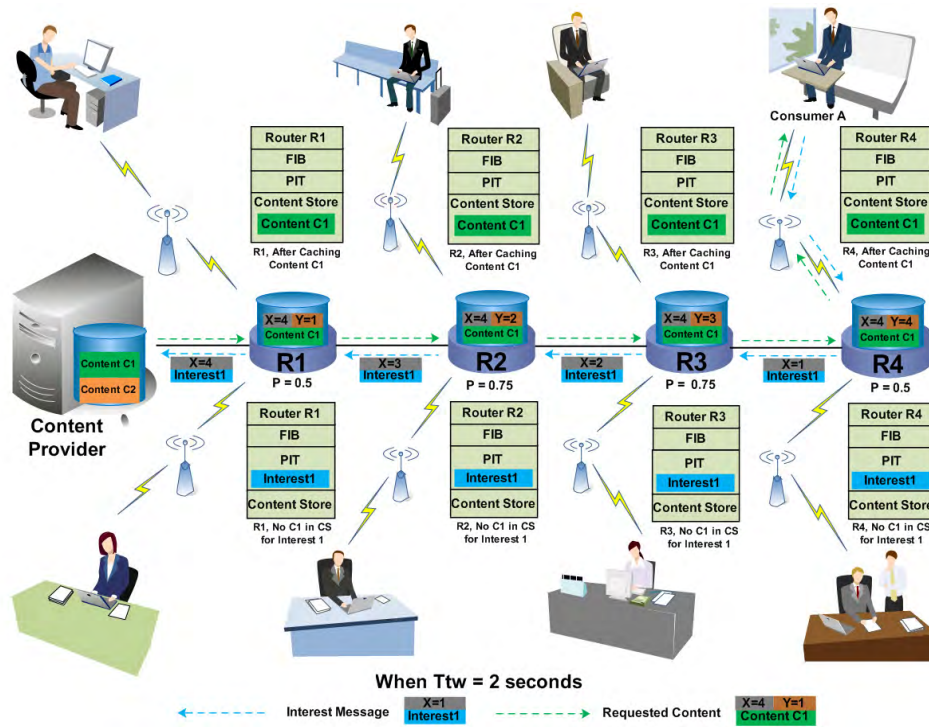 Consumer A
Router R1
FIB
PIT
Content Store
Content C1
R1, After Caching
Content C1
Router R2
FIB
PIT
Content Store
Content C1
R2, After Caching
Content C1
Router R3
FIB
PIT
Content Store
Content C1
R3, After Caching
Content C1
Router R4
FIB
PIT
Content Store
Content C1
R4, After Caching
Content C1
Content C1
Content C2
Content
Provider
X=4 Y=1
Content C1
R1
P = 0.5
X=4 Y=2
Content C1
R2
P = 0.75
X=4 Y=3
Content C1
R3
P = 0.75
X=4 Y=4
Content C1
R4
P = 0.5
X=4
Interest1
X=3
Interest1
X=2
Interest1
X=1
Interest1
Router R1
FIB
PIT
Interest1
Content Store
R1, No C1 in CS
for Interest 1
Router R2
FIB
PIT
Interest1
Content Store
R2, No C1 in CS
for Interest 1
Router R3
FIB
PIT
Interest1
Content Store
R3, No C1 in CS
for Interest 1
Router R4
FIB
PIT
Interest1
Content Store
R4, No C1 in CS
for Interest 1
When Ttw = 2 seconds
Interest Message
X=1
Interest1
Requested Content
X=4 Y=1
Content C1